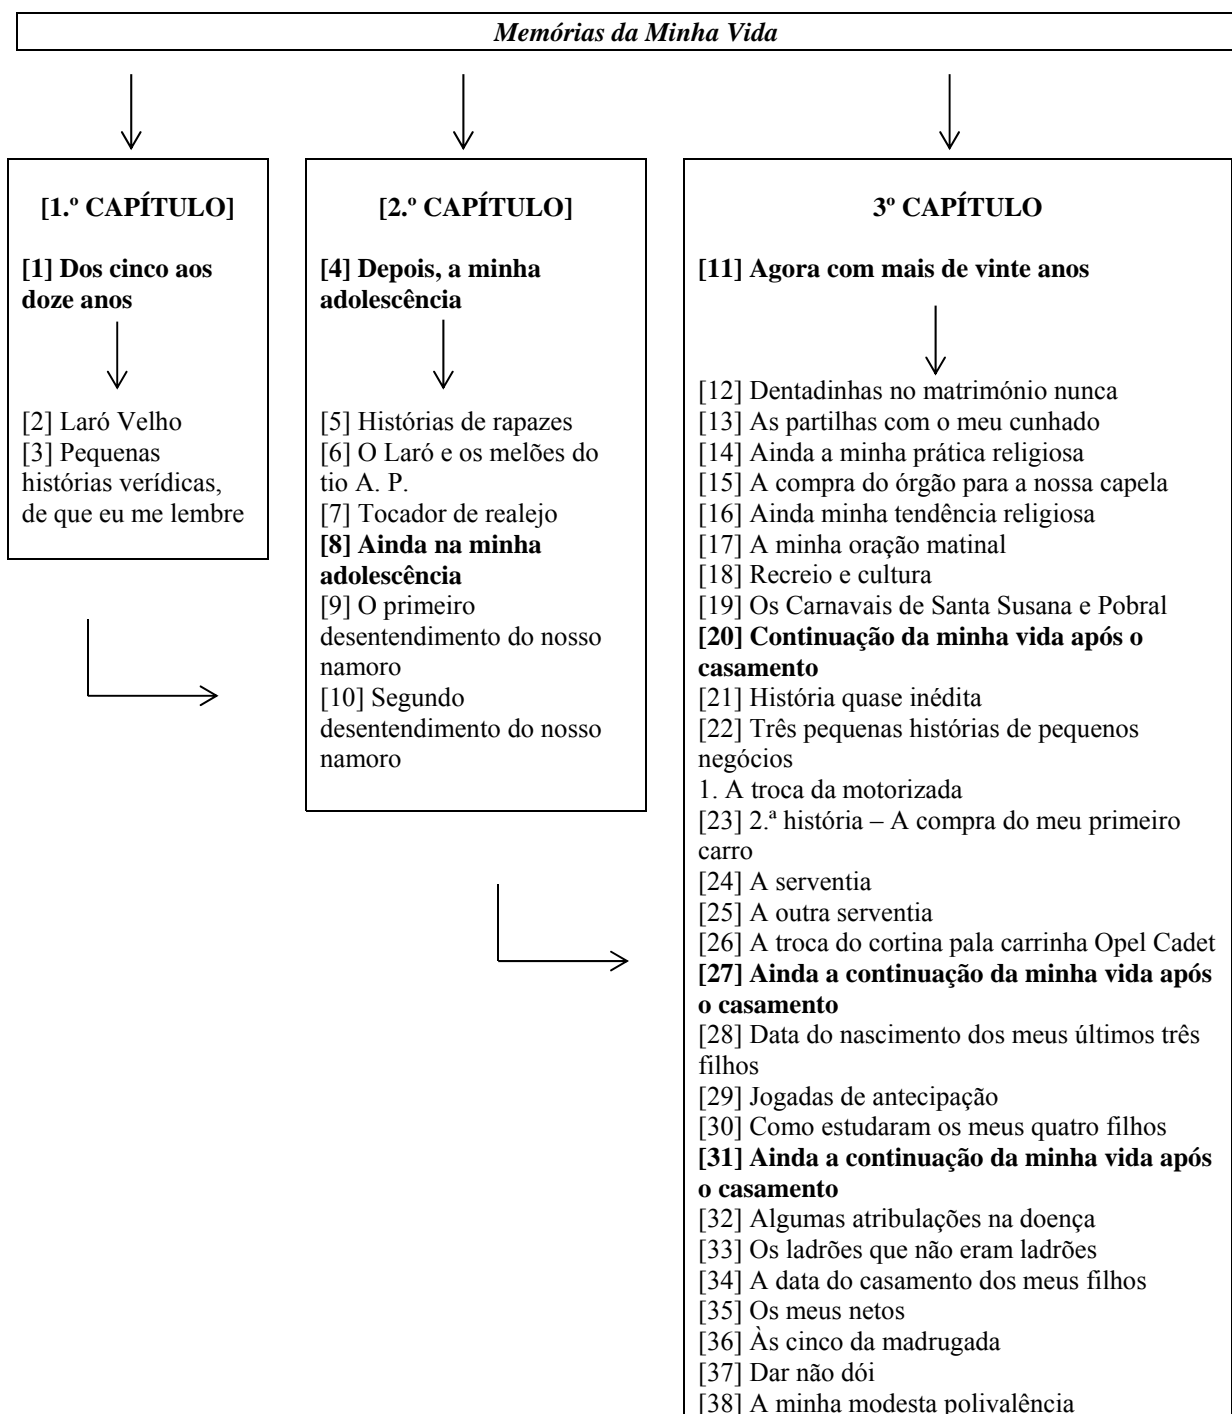 Memórias da Minha Vida
[1.º CAPÍTULO]
[1] Dos cinco aos
doze anos
[2] Laró Velho
[3] Pequenas
histórias verídicas,
de que eu me lembre
[2.º CAPÍTULO]
[4] Depois, a minha
adolescência
[5] Histórias de rapazes
[6] O Laró e os melões do
tio A. P.
[7] Tocador de realejo
[8] Ainda na minha
adolescência
[9] O primeiro
desentendimento do nosso
namoro
[10] Segundo
desentendimento do nosso
namoro
3º CAPÍTULO
[11] Agora com mais de vinte anos
[12] Dentadinhas no matrimónio nunca
[13] As partilhas com o meu cunhado
[14] Ainda a minha prática religiosa
[15] A compra do órgão para a nossa capela
[16] Ainda minha tendência religiosa
[17] A minha oração matinal
[18] Recreio e cultura
[19] Os Carnavais de Santa Susana e Pobral
[20] Continuação da minha vida após o
casamento
[21] História quase inédita
[22] Três pequenas histórias de pequenos
negócios
1. A troca da motorizada
[23] 2.ª história – A compra do meu primeiro
carro
[24] A serventia
[25] A outra serventia
[26] A troca do cortina pala carrinha Opel Cadet
[27] Ainda a continuação da minha vida após
o casamento
[28] Data do nascimento dos meus últimos três
filhos
[29] Jogadas de antecipação
[30] Como estudaram os meus quatro filhos
[31] Ainda a continuação da minha vida após
o casamento
[32] Algumas atribulações na doença
[33] Os ladrões que não eram ladrões
[34] A data do casamento dos meus filhos
[35] Os meus netos
[36] Às cinco da madrugada
[37] Dar não dói
[38] A minha modesta polivalência